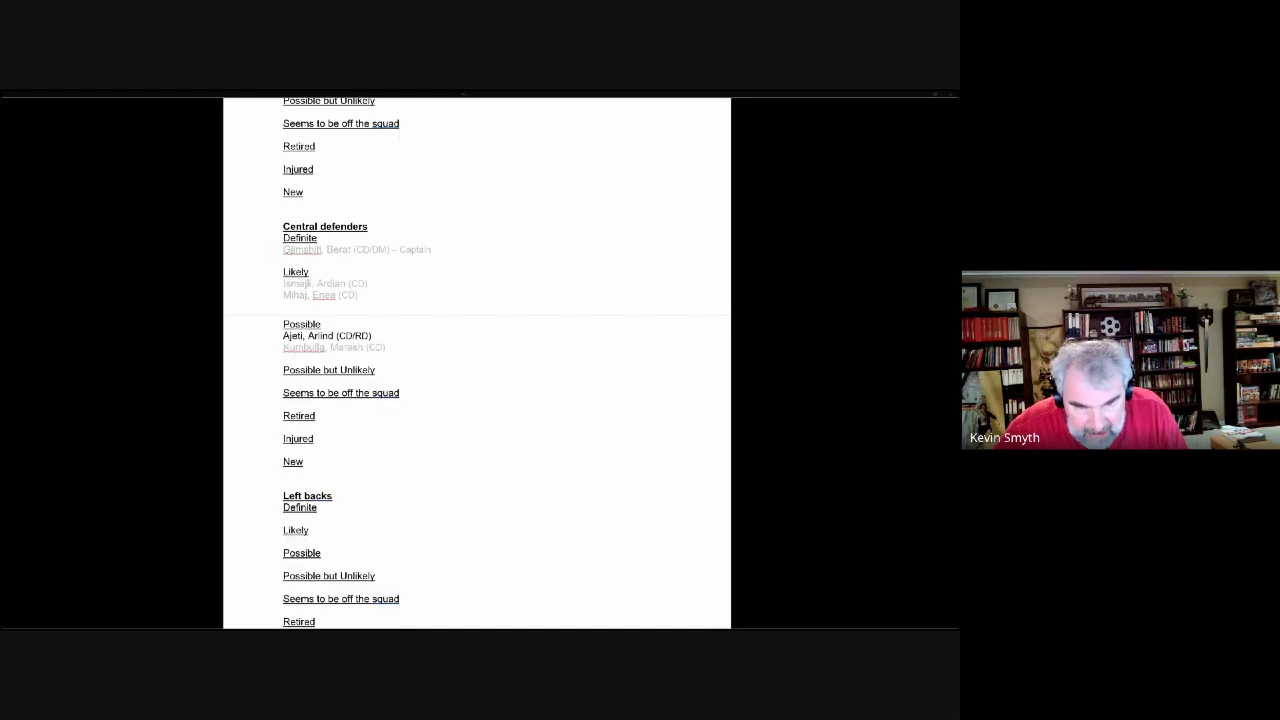 Possible but Unlikely
Seems to be off the squad
Retired
Injured
New
Central defenders
Definite
Gjimshiti, Berat (CD/DM) – Captain
Likely
Ismajli, Ardian (CD)
Mihaj, Enea (CD)
Possible
Ajeti, Arlind (CD/RD)
Kumbulla, Marash (CD)
Possible but Unlikely
Seems to be off the squad
Retired
Injured
New
Left backs
Definite
Likely
Possible
Possible but Unlikely
Seems to be off the squad
Retired
Kevin Smyth